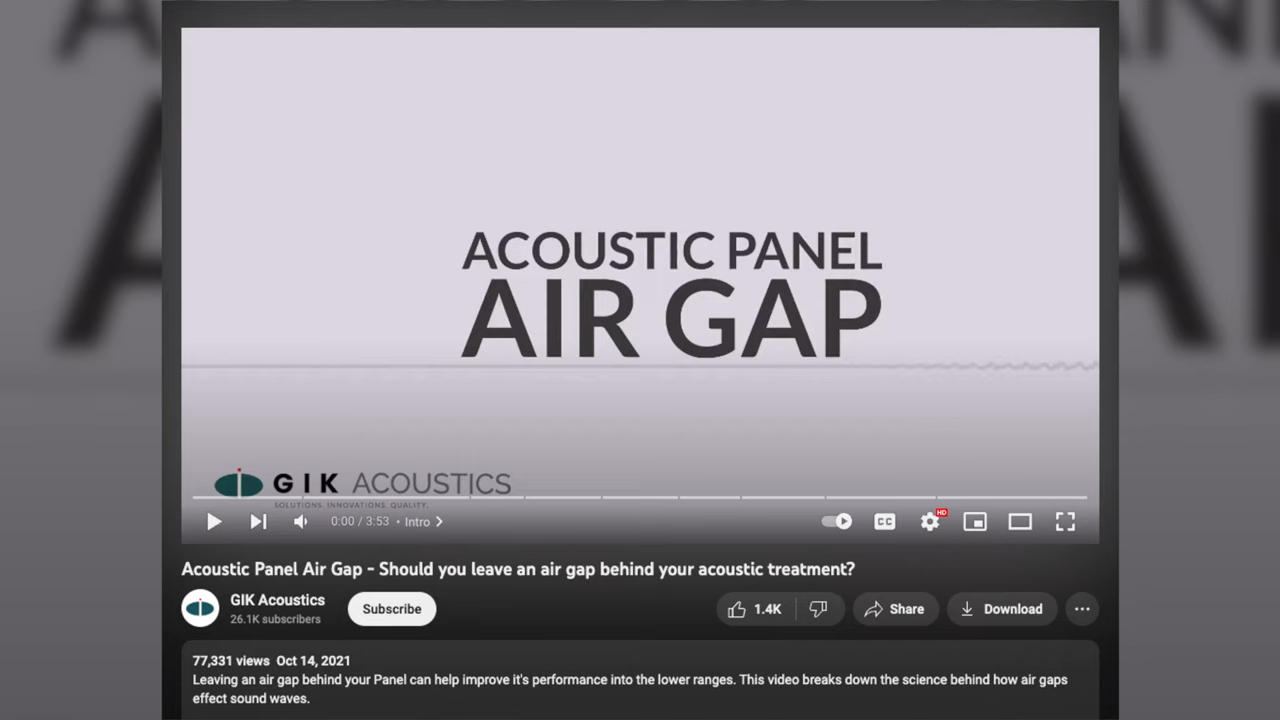 ACOUSTIC PANEL
AIR GAP
GIK ACOUSTICS
SOLUTIONS. INNOVATIONS. QUALITY.
0:00 / 3:53 • Intro
CC
HD
Acoustic Panel Air Gap - Should you leave an air gap behind your acoustic treatment?
GIK Acoustics
26.1K subscribers
Subscribe
1.4K
Share
Download
77,331 views Oct 14, 2021
Leaving an air gap behind your Panel can help improve it's performance into the lower ranges. This video breaks down the science behind how air gaps
effect sound waves.